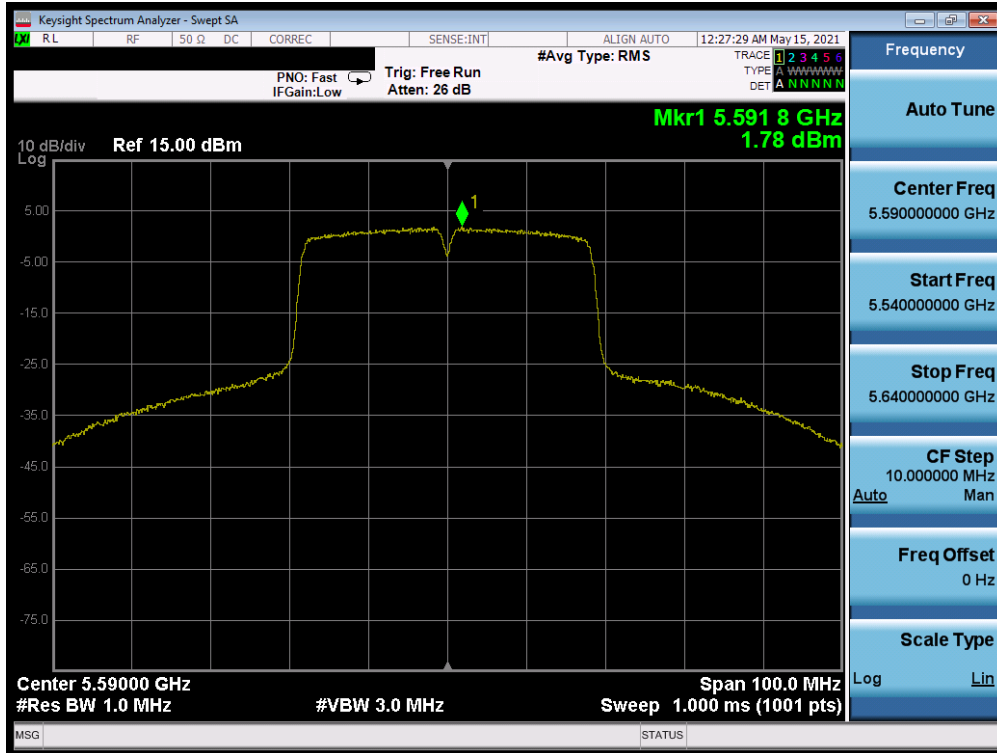 Keysight Spectrum Analyzer - Swept SA
LXI RL RF 50 Ω DC CORREC SENSE:INT ALIGN AUTO 12:27:29 AM May 15, 2021
#Avg Type: RMS
TRACE 1 2 3 4 5 6
PNO: Fast Trig: Free Run
TYPE A WWWWW
IFGain:Low Atten: 26 dB
DET A N N N N N
Mkr1 5.591 8 GHz
1.78 dBm
10 dB/div Ref 15.00 dBm
Log
1
5.00
-5.00
-15.0
-25.0
-35.0
-45.0
-55.0
-65.0
-75.0
Center 5.59000 GHz Span 100.0 MHz
#Res BW 1.0 MHz #VBW 3.0 MHz Sweep 1.000 ms (1001 pts)
MSG STATUS
Frequency
Auto Tune
Center Freq
5.590000000 GHz
Start Freq
5.540000000 GHz
Stop Freq
5.640000000 GHz
CF Step
10.000000 MHz
Auto Man
Freq Offset
0 Hz
Scale Type
Log Lin